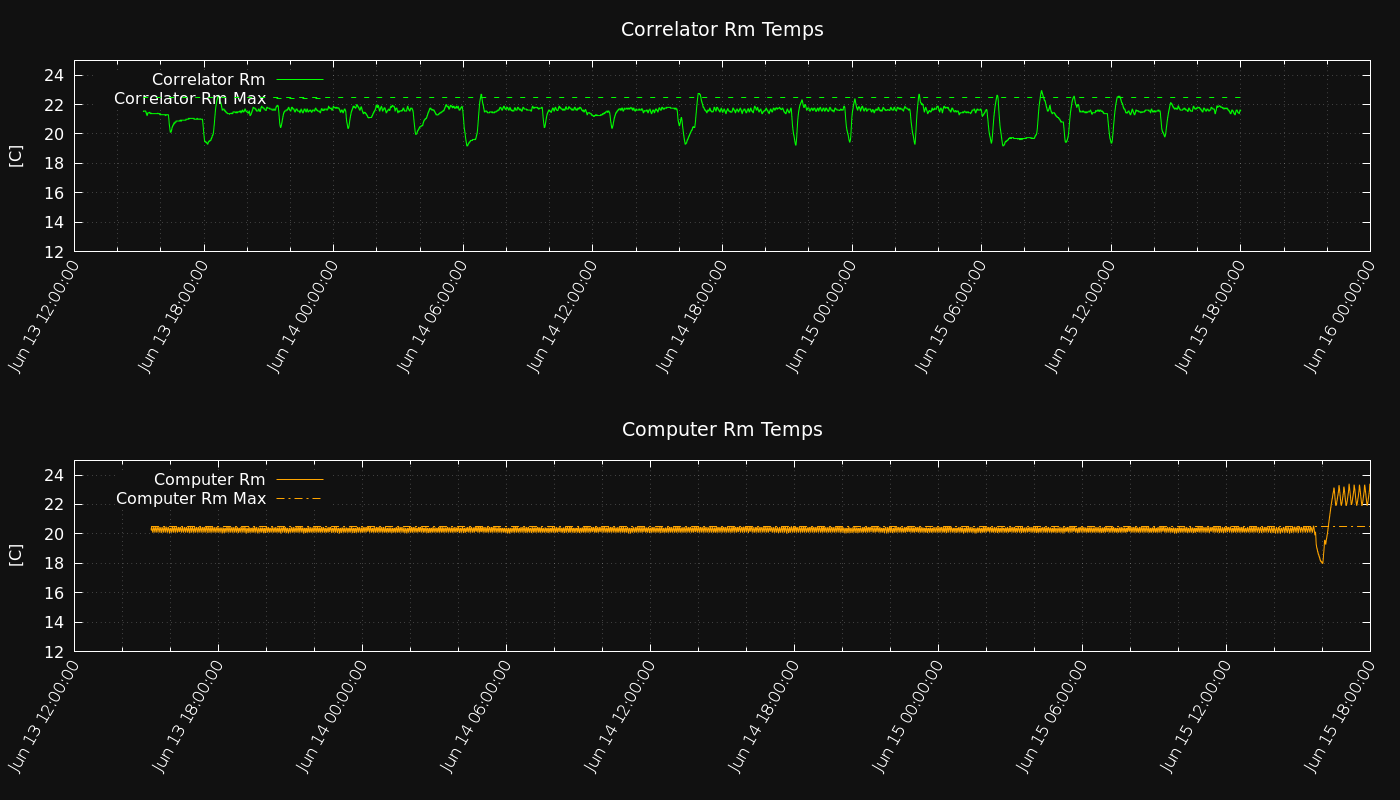 Correlator Rm Temps
24
Correlator Rm
Correlator Rm Max
22
20
[C]
18
16
14
12
Jun 13 12:00:00
Jun 13 18:00:00
Jun 14 00:00:00
Jun 14 06:00:00
Jun 14 12:00:00
Jun 14 18:00:00
Jun 15 00:00:00
Jun 15 06:00:00
Jun 15 12:00:00
Jun 15 18:00:00
Jun 16 00:00:00
Computer Rm Temps
24
Computer Rm
Computer Rm Max
22
20
[C]
18
16
14
12
Jun 13 12:00:00
Jun 13 18:00:00
Jun 14 00:00:00
Jun 14 06:00:00
Jun 14 12:00:00
Jun 14 18:00:00
Jun 15 00:00:00
Jun 15 06:00:00
Jun 15 12:00:00
Jun 15 18:00:00